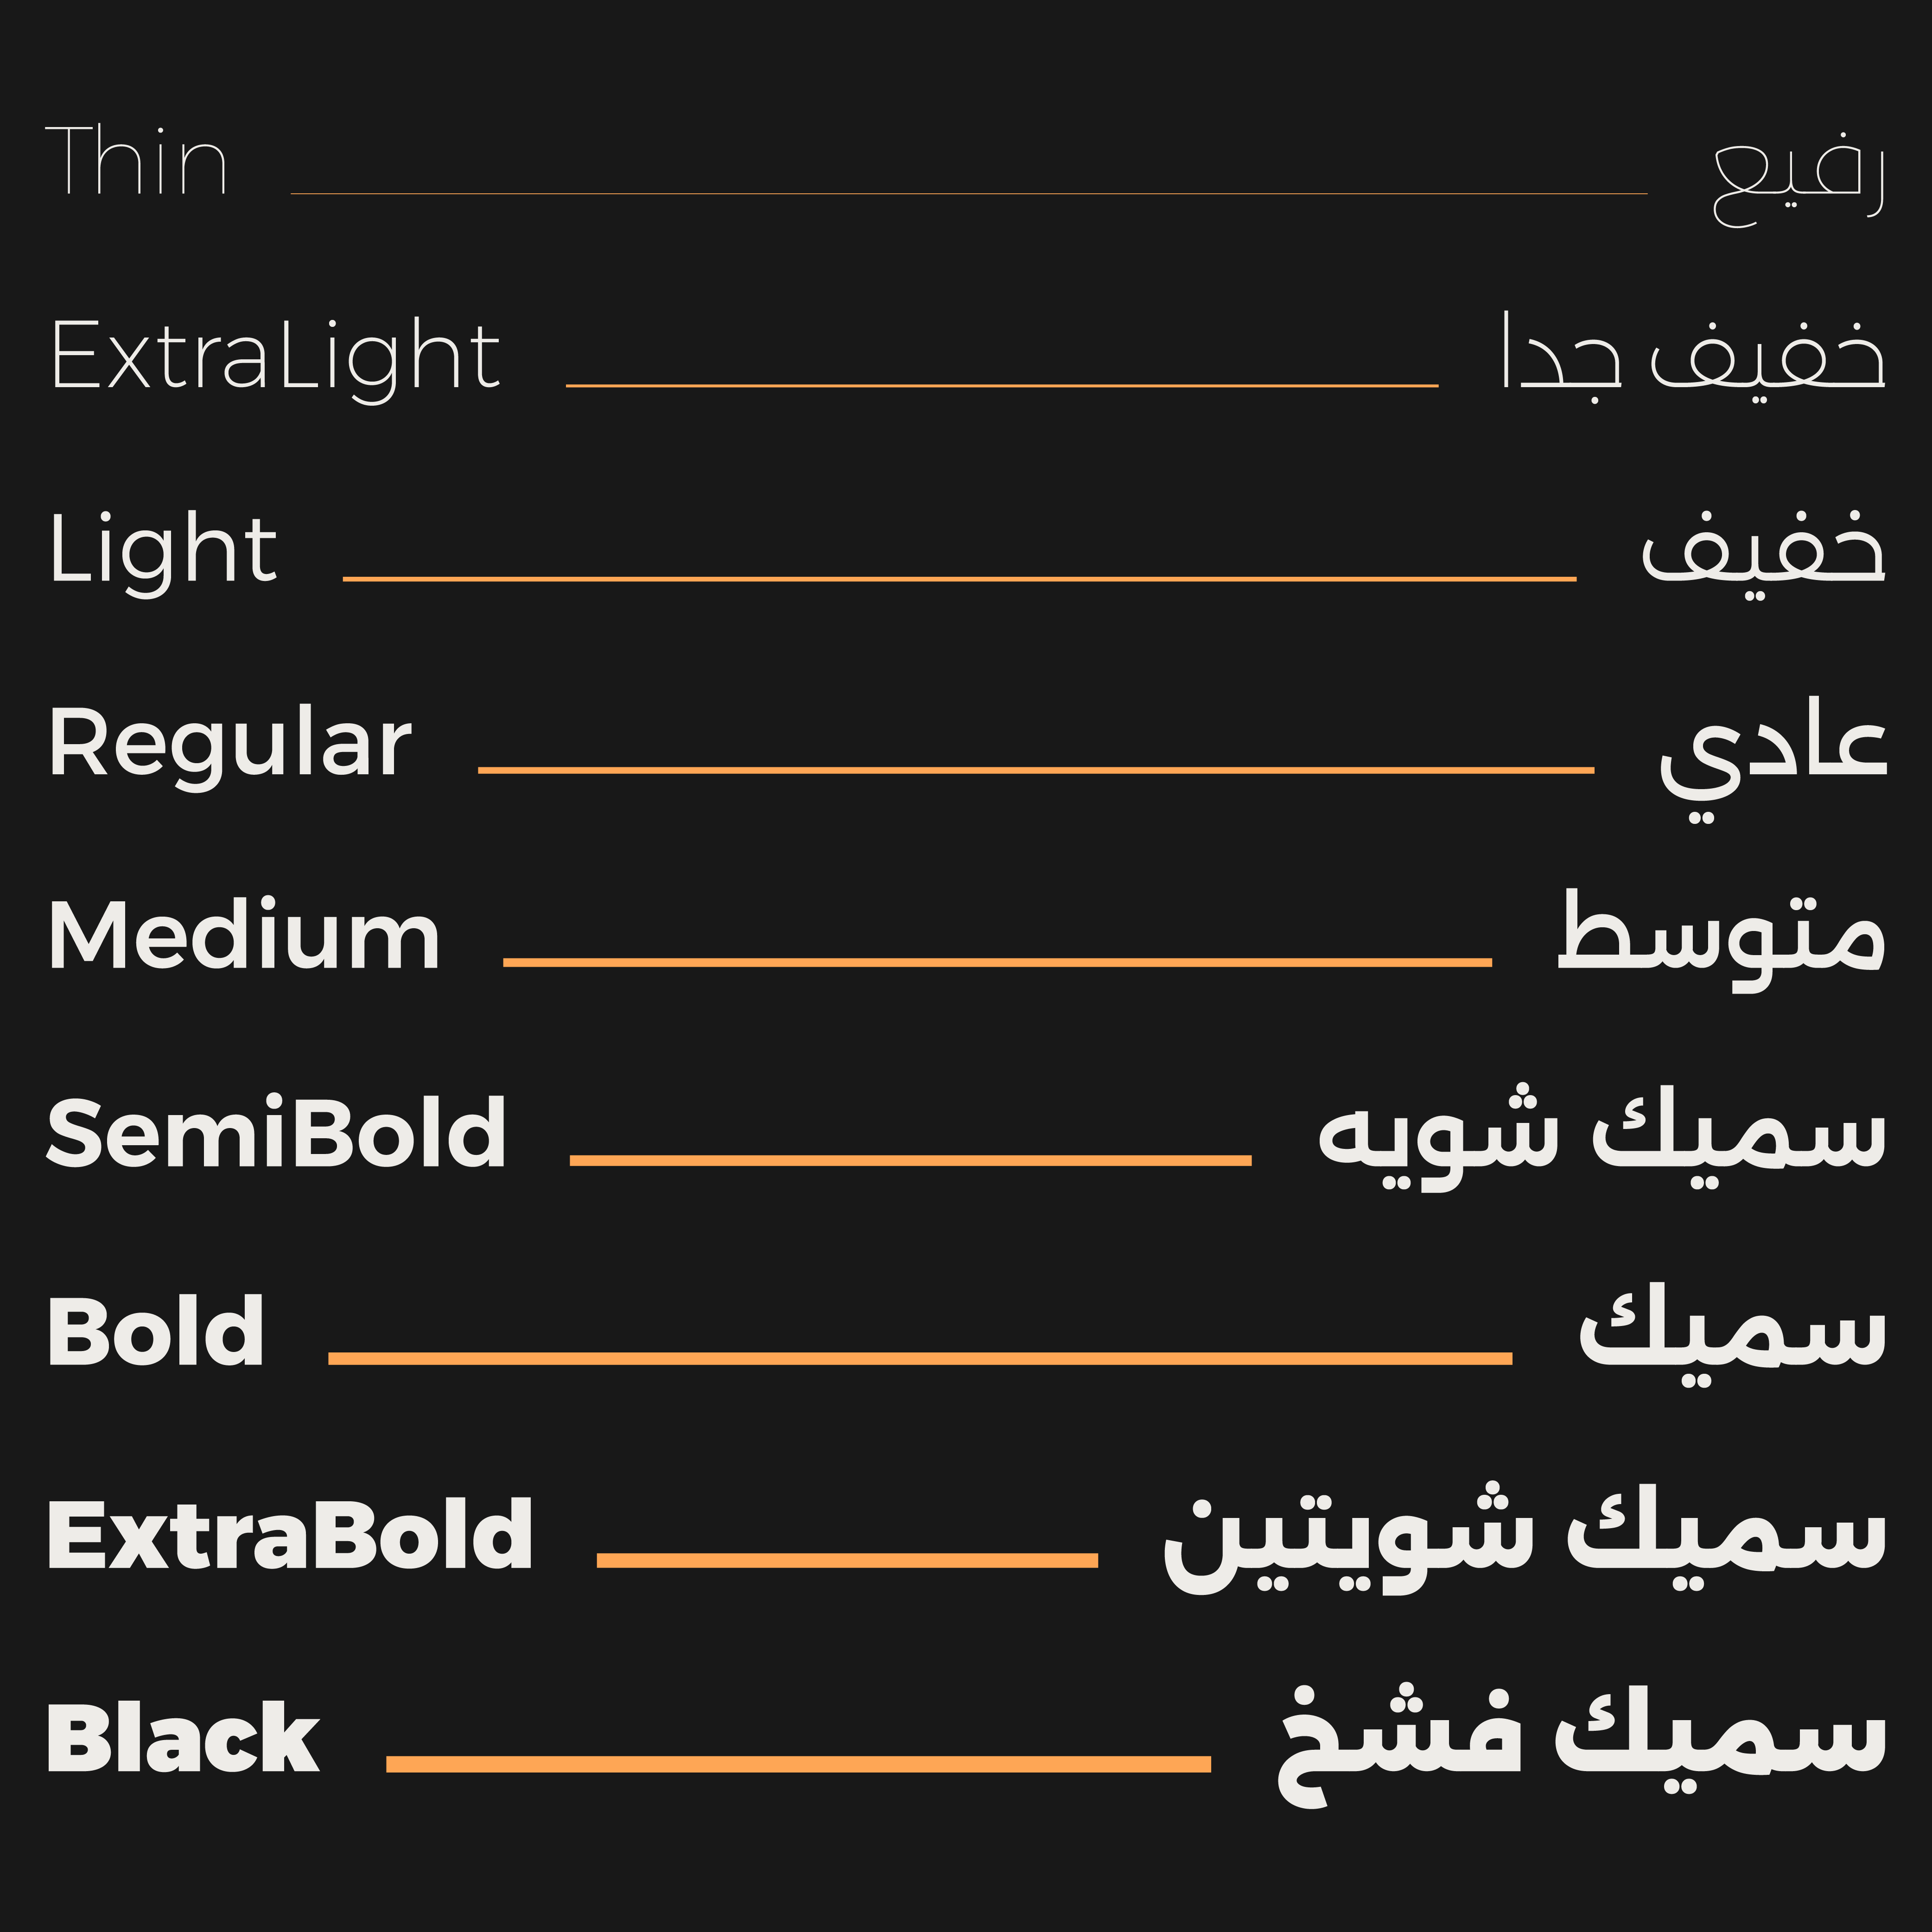 Thin رفيع
ExtraLight خفيف جدا
Light خفيف
Regular عادي
Medium متوسط
SemiBold سميك شويه
Bold سميك
ExtraBold سميك شويتين
Black سميك فشخ